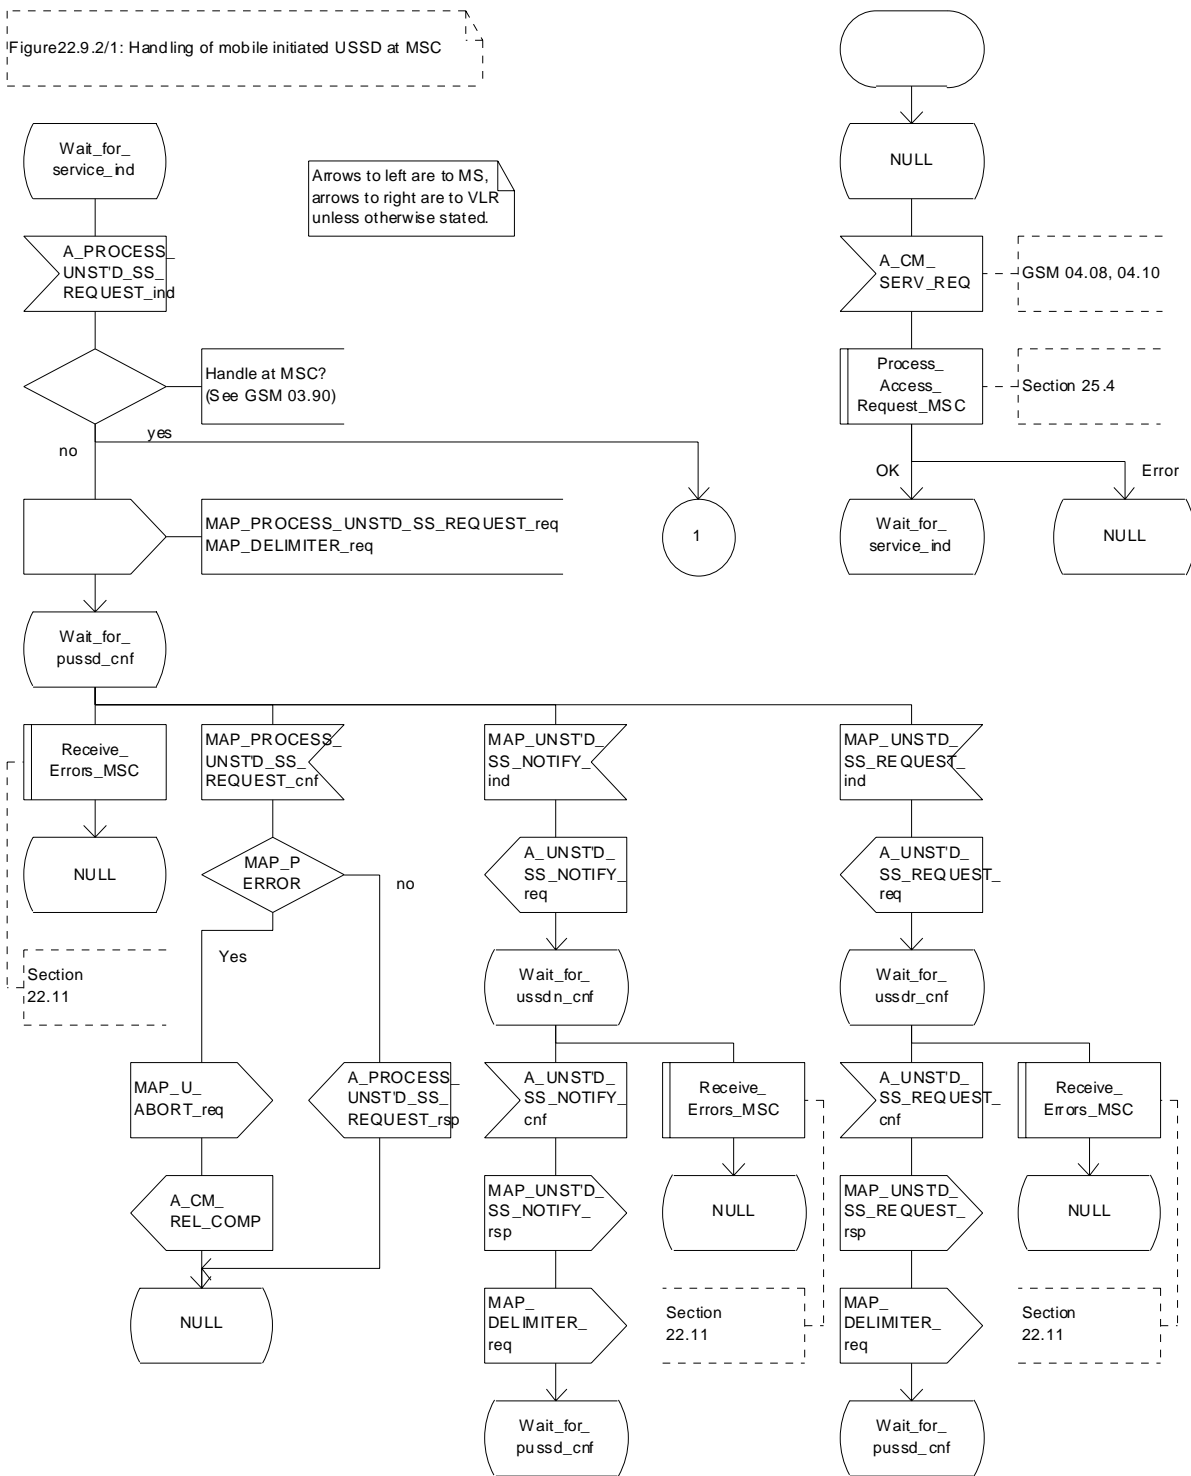 Figure22.9.2/1: Handling of mobile initiated USSD at MSC
Wait_for_
service_ind
Arrows to left are to MS,
arrows to right are to VLR
unless otherwise stated.
NULL
A_PROCESS_
UNST'D_SS_
REQUEST_ind
A_CM_
SERV_REQ
GSM 04.08, 04.10
Handle at MSC?
(See GSM 03.90)
Process_
Access_
Request_MSC
Section 25.4
no
yes
OK
Error
MAP_PROCESS_UNST'D_SS_REQUEST_req
MAP_DELIMITER_req
1
Wait_for_
service_ind
NULL
Wait_for_
pussd_cnf
Receive_
Errors_MSC
MAP_PROCESS_
UNST'D_SS_
REQUEST_cnf
MAP_UNST'D_
SS_NOTIFY_
ind
MAP_UNST'D_
SS_REQUEST_
ind
NULL
MAP_P
ERROR
no
A_UNST'D_
SS_NOTIFY_
req
A_UNST'D_
SS_REQUEST_
req
Section
22.11
Yes
Wait_for_
ussdn_cnf
Wait_for_
ussdr_cnf
MAP_U_
ABORT_req
A_PROCESS_
UNST'D_SS_
REQUEST_rsp
A_UNST'D_
SS_NOTIFY_
cnf
Receive_
Errors_MSC
A_UNST'D_
SS_REQUEST_
cnf
Receive_
Errors_MSC
A_CM_
REL_COMP
MAP_UNST'D_
SS_NOTIFY_
rsp
NULL
MAP_UNST'D_
SS_REQUEST_
rsp
NULL
NULL
MAP_
DELIMITER_
req
Section
22.11
MAP_
DELIMITER_
req
Section
22.11
Wait_for_
pussd_cnf
Wait_for_
pussd_cnf